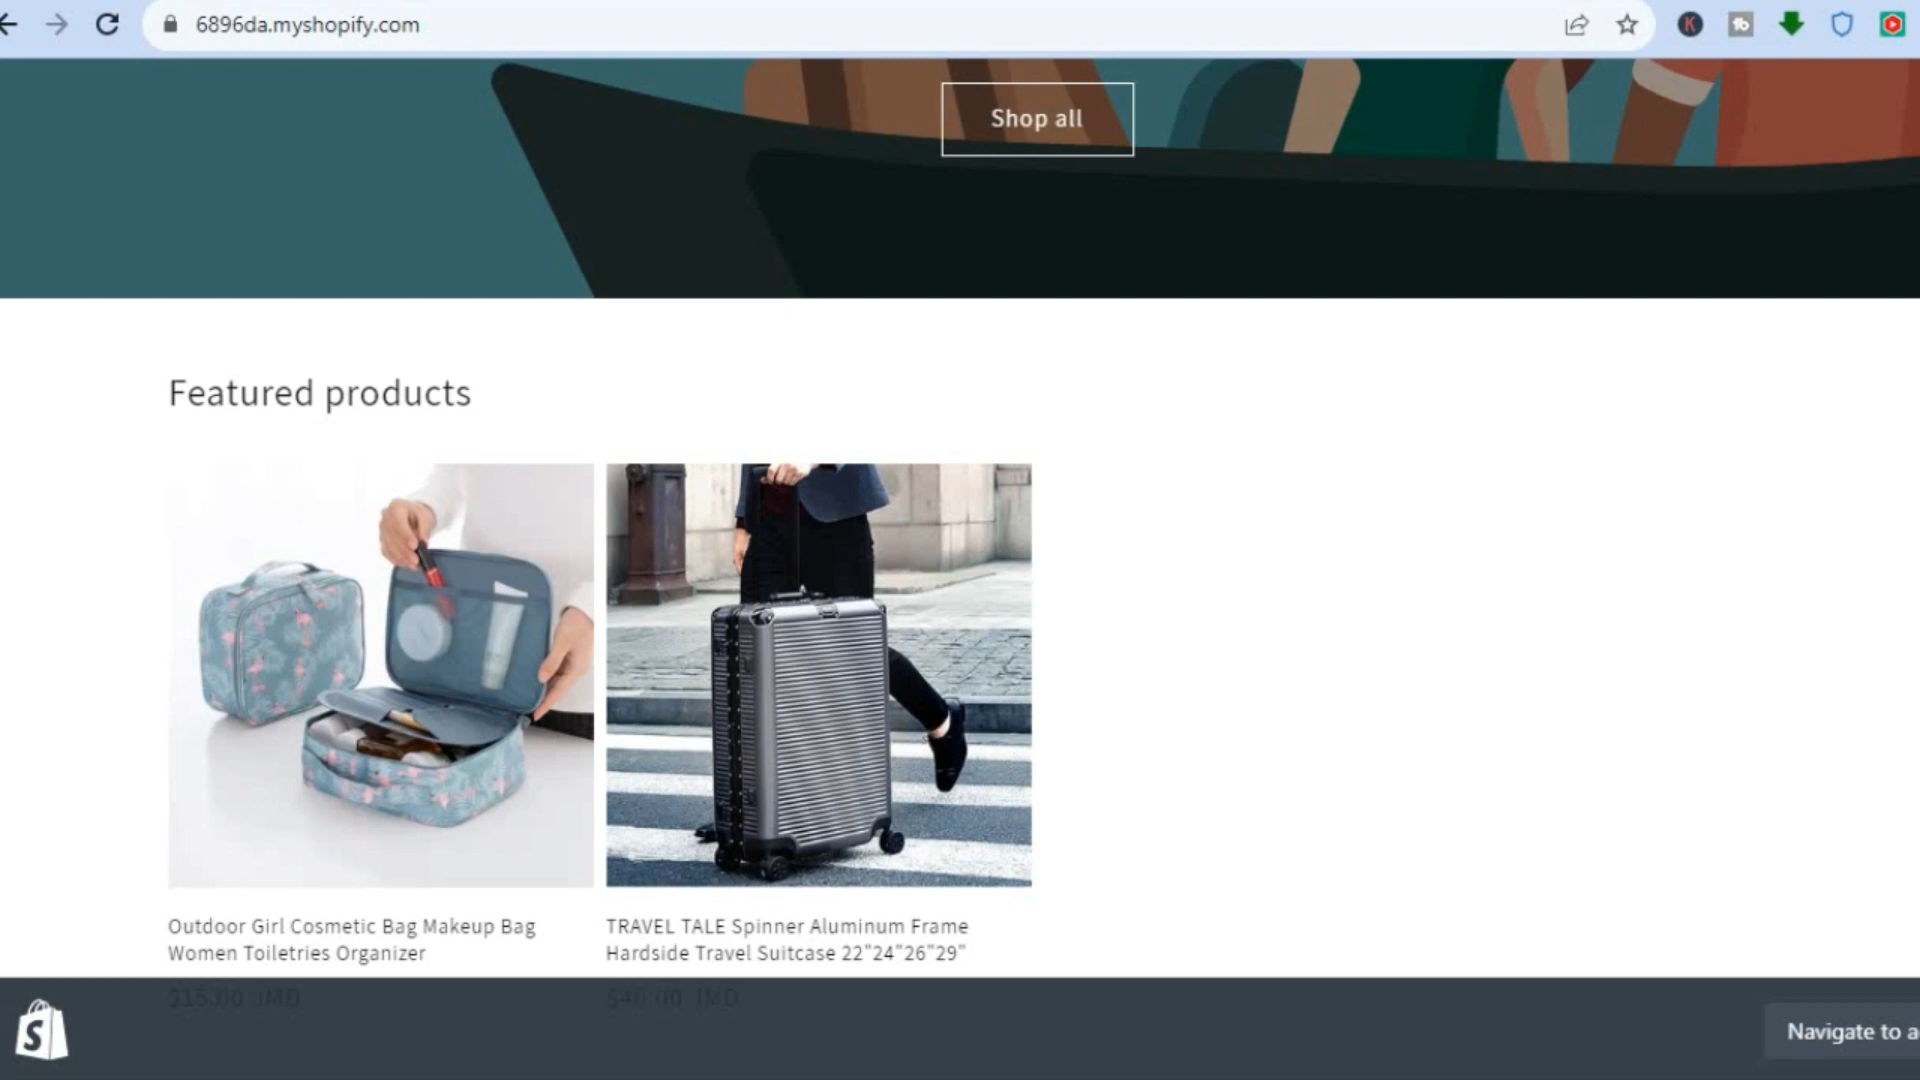 6896da.myshopify.com
Shop all
Featured products
Outdoor Girl Cosmetic Bag Makeup Bag
Women Toiletries Organizer
$15.00 JMD
TRAVEL TALE Spinner Aluminum Frame
Hardside Travel Suitcase 22"24"26"29"
$40.00 JMD
Navigate to a